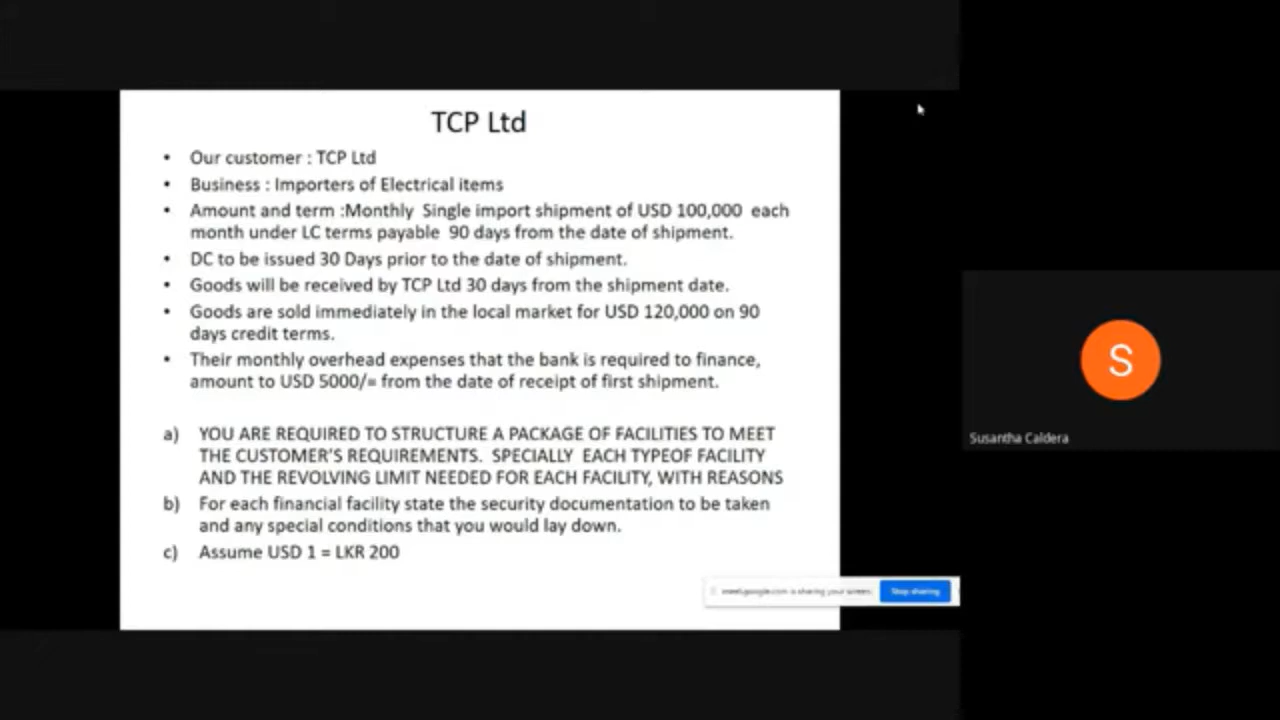 TCP Ltd
• Our customer : TCP Ltd
• Business : Importers of Electrical items
• Amount and term :Monthly Single import shipment of USD 100,000 each
month under LC terms payable 90 days from the date of shipment.
• DC to be issued 30 Days prior to the date of shipment.
• Goods will be received by TCP Ltd 30 days from the shipment date.
• Goods are sold immediately in the local market for USD 120,000 on 90
days credit terms.
• Their monthly overhead expenses that the bank is required to finance,
amount to USD 5000/= from the date of receipt of first shipment.
a) YOU ARE REQUIRED TO STRUCTURE A PACKAGE OF FACILITIES TO MEET
THE CUSTOMER'S REQUIREMENTS. SPECIALLY EACH TYPEOF FACILITY
AND THE REVOLVING LIMIT NEEDED FOR EACH FACILITY, WITH REASONS
b) For each financial facility state the security documentation to be taken
and any special conditions that you would lay down.
c) Assume USD 1 = LKR 200
meet.google.com is sharing your screen.
Stop sharing
S
Susantha Caldera